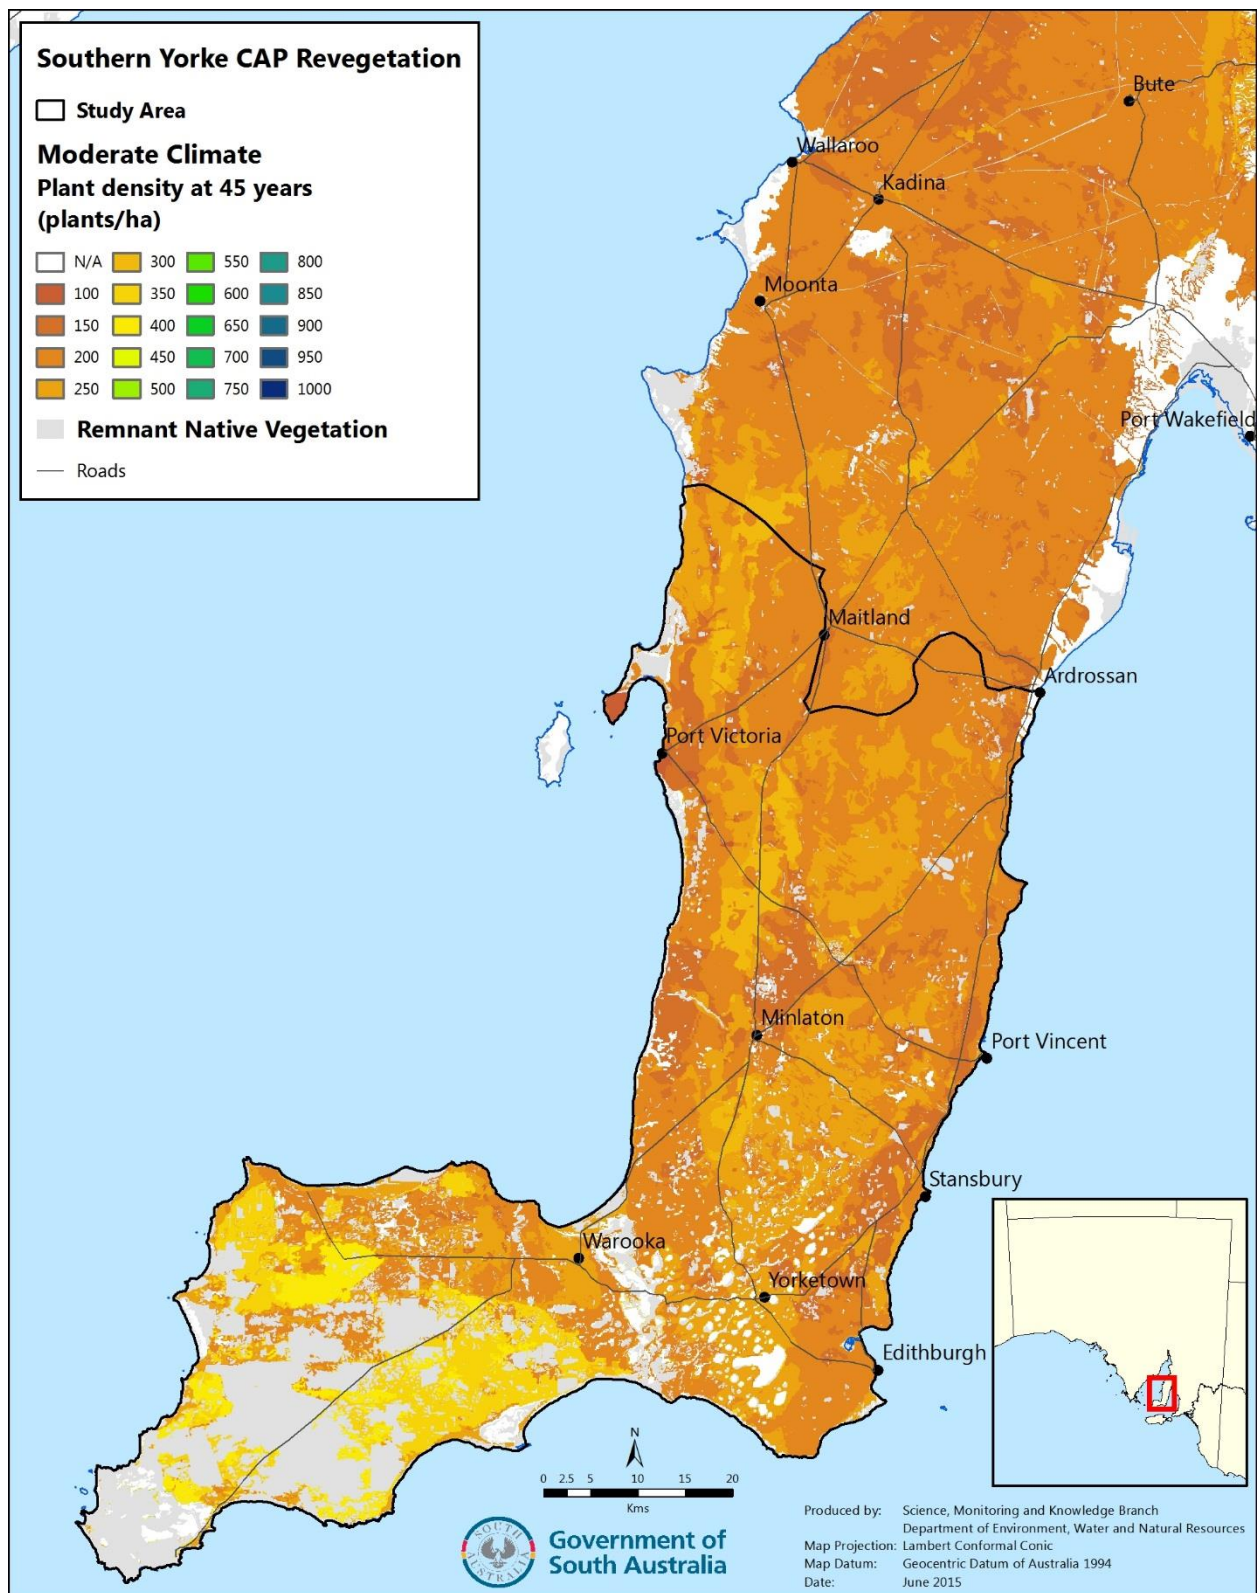 Southern Yorke CAP Revegetation
Study Area
Moderate Climate
Plant density at 45 years
(plants/ha)
N/A 300 550 800
100 350 600 850
150 400 650 900
200 450 700 950
250 500 750 1000
Remnant Native Vegetation
Roads
Bute
Wallaroo
Kadina
Moonta
Port Wakefield
Maitland
Ardrossan
Port Victoria
Minlaton
Port Vincent
Stansbury
Warooka
Yorketown
Edithburgh
N
0 2.5 5 10 15 20
Kms
SOUTH AUSTRALIA
Government of
South Australia
Produced by: Science, Monitoring and Knowledge Branch
Department of Environment, Water and Natural Resources
Map Projection: Lambert Conformal Conic
Map Datum: Geocentric Datum of Australia 1994
Date: June 2015